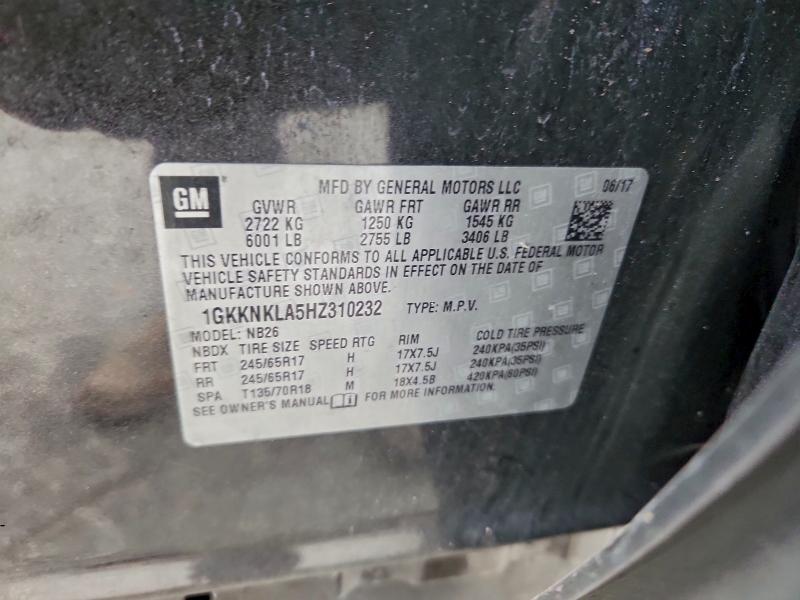 GM
MFD BY GENERAL MOTORS LLC 06/17
GVWR GAWR FRT GAWR RR
2722 KG 1250 KG 1545 KG
6001 LB 2755 LB 3406 LB
THIS VEHICLE CONFORMS TO ALL APPLICABLE U.S. FEDERAL MOTOR
VEHICLE SAFETY STANDARDS IN EFFECT ON THE DATE OF
MANUFACTURE SHOWN ABOVE.
1GKKNKLA5HZ310232 TYPE: M.P.V.
MODEL: NB26
NBDX TIRE SIZE SPEED RTG RIM COLD TIRE PRESSURE
FRT 245/65R17 H 17X7.5J 240KPA(35PSI)
RR 245/65R17 H 17X7.5J 240KPA(35PSI)
SPA T135/70R18 M 18X4.5B 420KPA(60PSI)
SEE OWNER'S MANUAL FOR MORE INFORMATION.